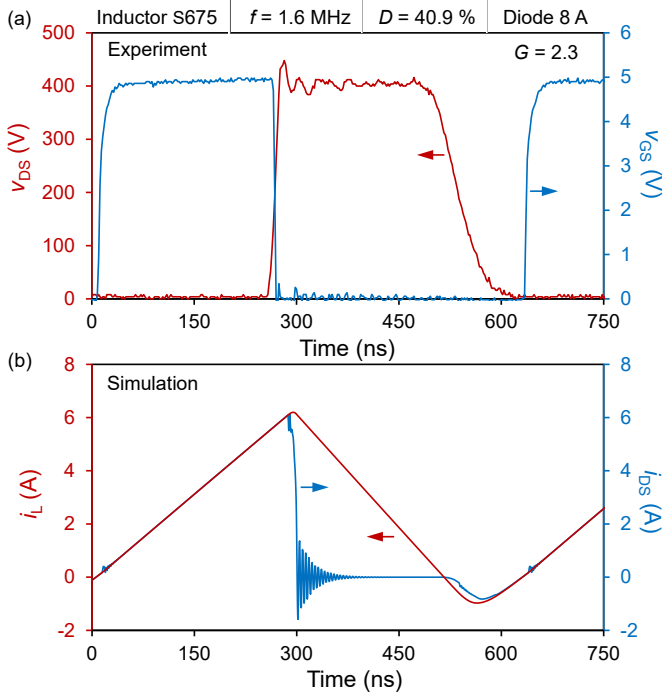 (a) Inductor S675 f = 1.6 MHz D = 40.9 % Diode 8 A
Experiment G = 2.3
500 6
400 5
4
300
3
200
2
100
1
0 0
0 150 300 450 600 750
Time (ns)
vDS (V)
vGS (V)
(b)
Simulation
8 8
6 6
4 4
2 2
0 0
-2 -2
0 150 300 450 600 750
Time (ns)
iL (A)
iDS (A)